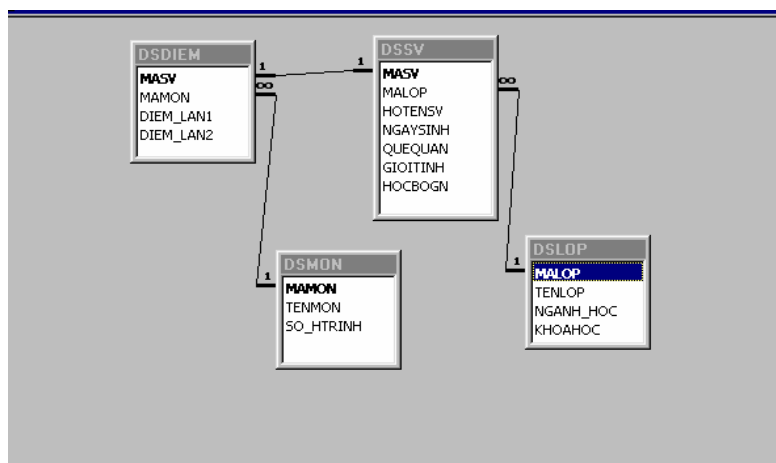 DSDIEM
MASV
MAMON
DIEM_LAN1
DIEM_LAN2
1
∞
1
DSSV
MASV
MALOP
HOTENSV
NGAYSINH
QUEQUAN
GIOITINH
HOCBOGN
∞
1
DSMON
MAMON
TENMON
SO_HTRINH
1
DSLOP
MALOP
TENLOP
NGANH_HOC
KHOAHOC